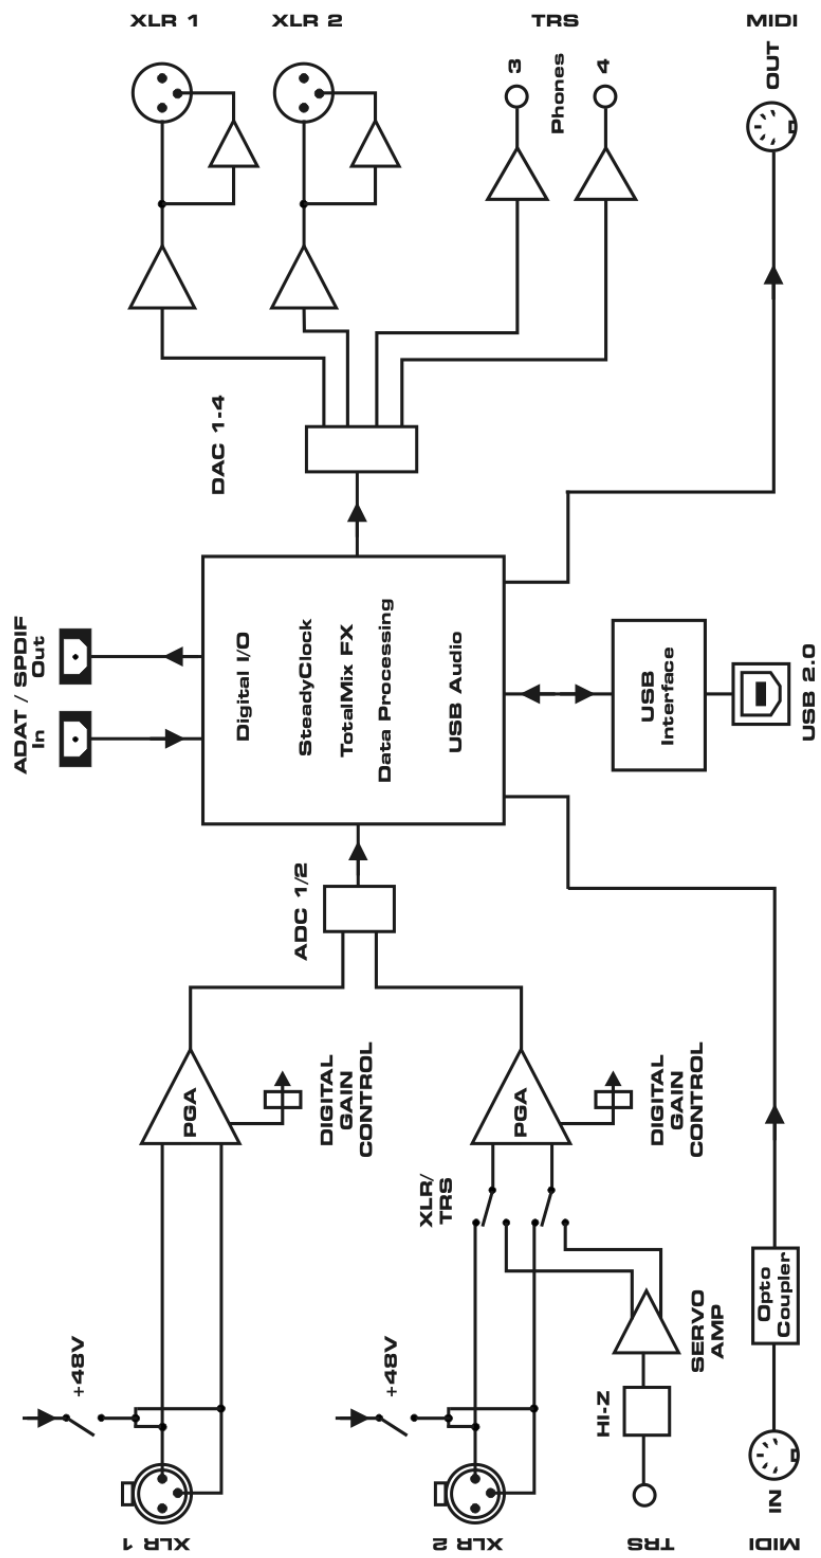 XLR 1
XLR 2
TRS
MIDI
3
Phones
4
OUT
DAC 1-4
ADAT / SPDIF
In
Out
Digital I/O
SteadyClock
TotalMix FX
Data Processing
USB Audio
USB
Interface
USB 2.0
ADC 1/2
PGA
DIGITAL
GAIN
CONTROL
PGA
DIGITAL
GAIN
CONTROL
XLR/
TRS
+48V
+48V
HI-Z
SERVO
AMP
Opto
Coupler
IN
XLR 1
XLR 2
TRS
MIDI